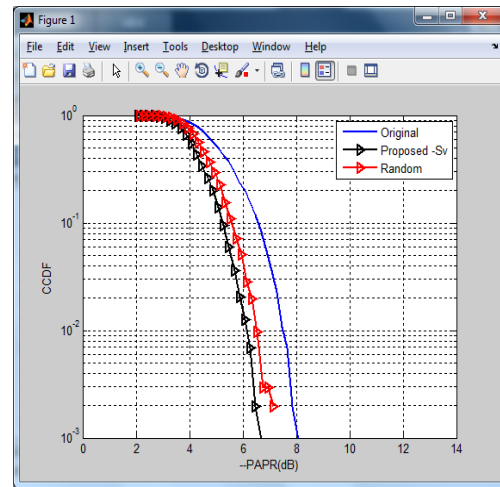 Figure 1
File Edit View Insert Tools Desktop Window Help
10^0
10^-1
10^-2
10^-3
CCDF
Original
Proposed -Sv
Random
0 2 4 6 8 10 12 14
--PAPR(dB)